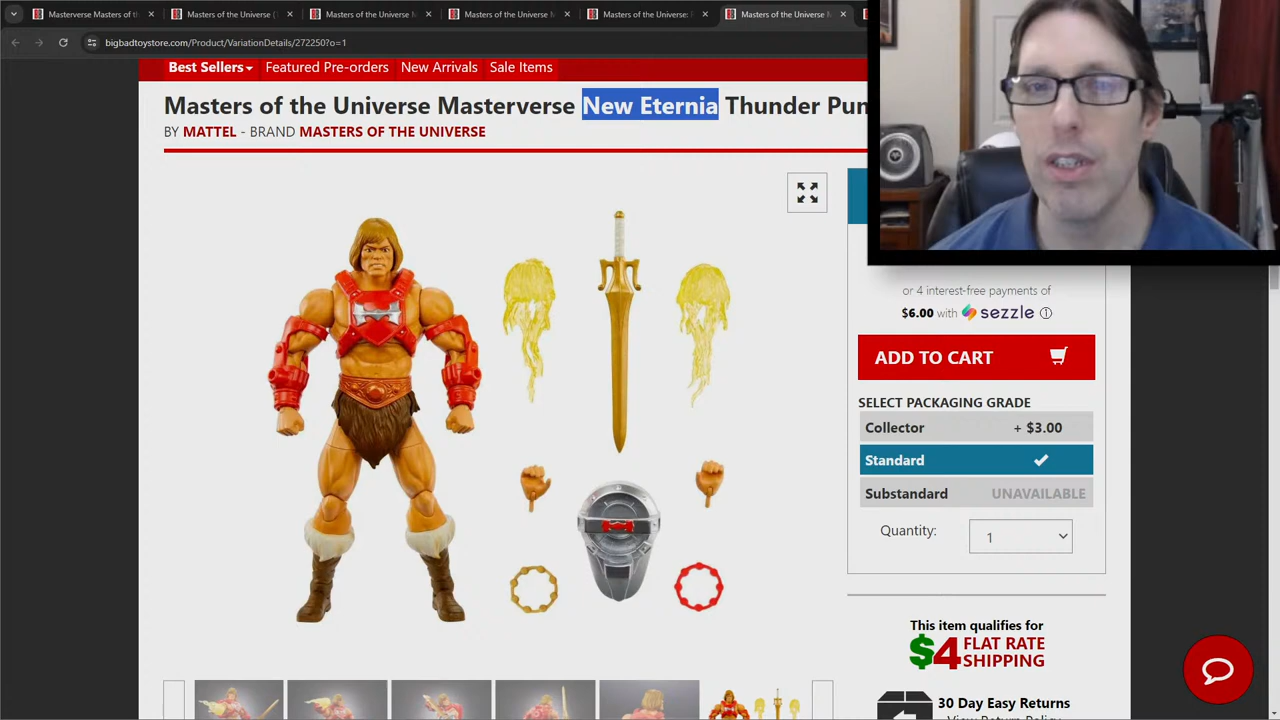 Masterverse Masters of t
Masters of the Universe (
Masters of the Universe M
Masters of the Universe M
Masters of the Universe: 
Masters of the Universe M
bigbadtoystore.com/Product/VariationDetails/272250?o=1
Best Sellers Featured Pre-orders New Arrivals Sale Items
Masters of the Universe Masterverse New Eternia Thunder Pun
BY MATTEL - BRAND MASTERS OF THE UNIVERSE
or 4 interest-free payments of
$6.00 with sezzle
ADD TO CART
SELECT PACKAGING GRADE
Collector + $3.00
Standard
Substandard UNAVAILABLE
Quantity: 1
This item qualifies for
$4 FLAT RATE
SHIPPING
30 Day Easy Returns
View Return Policy